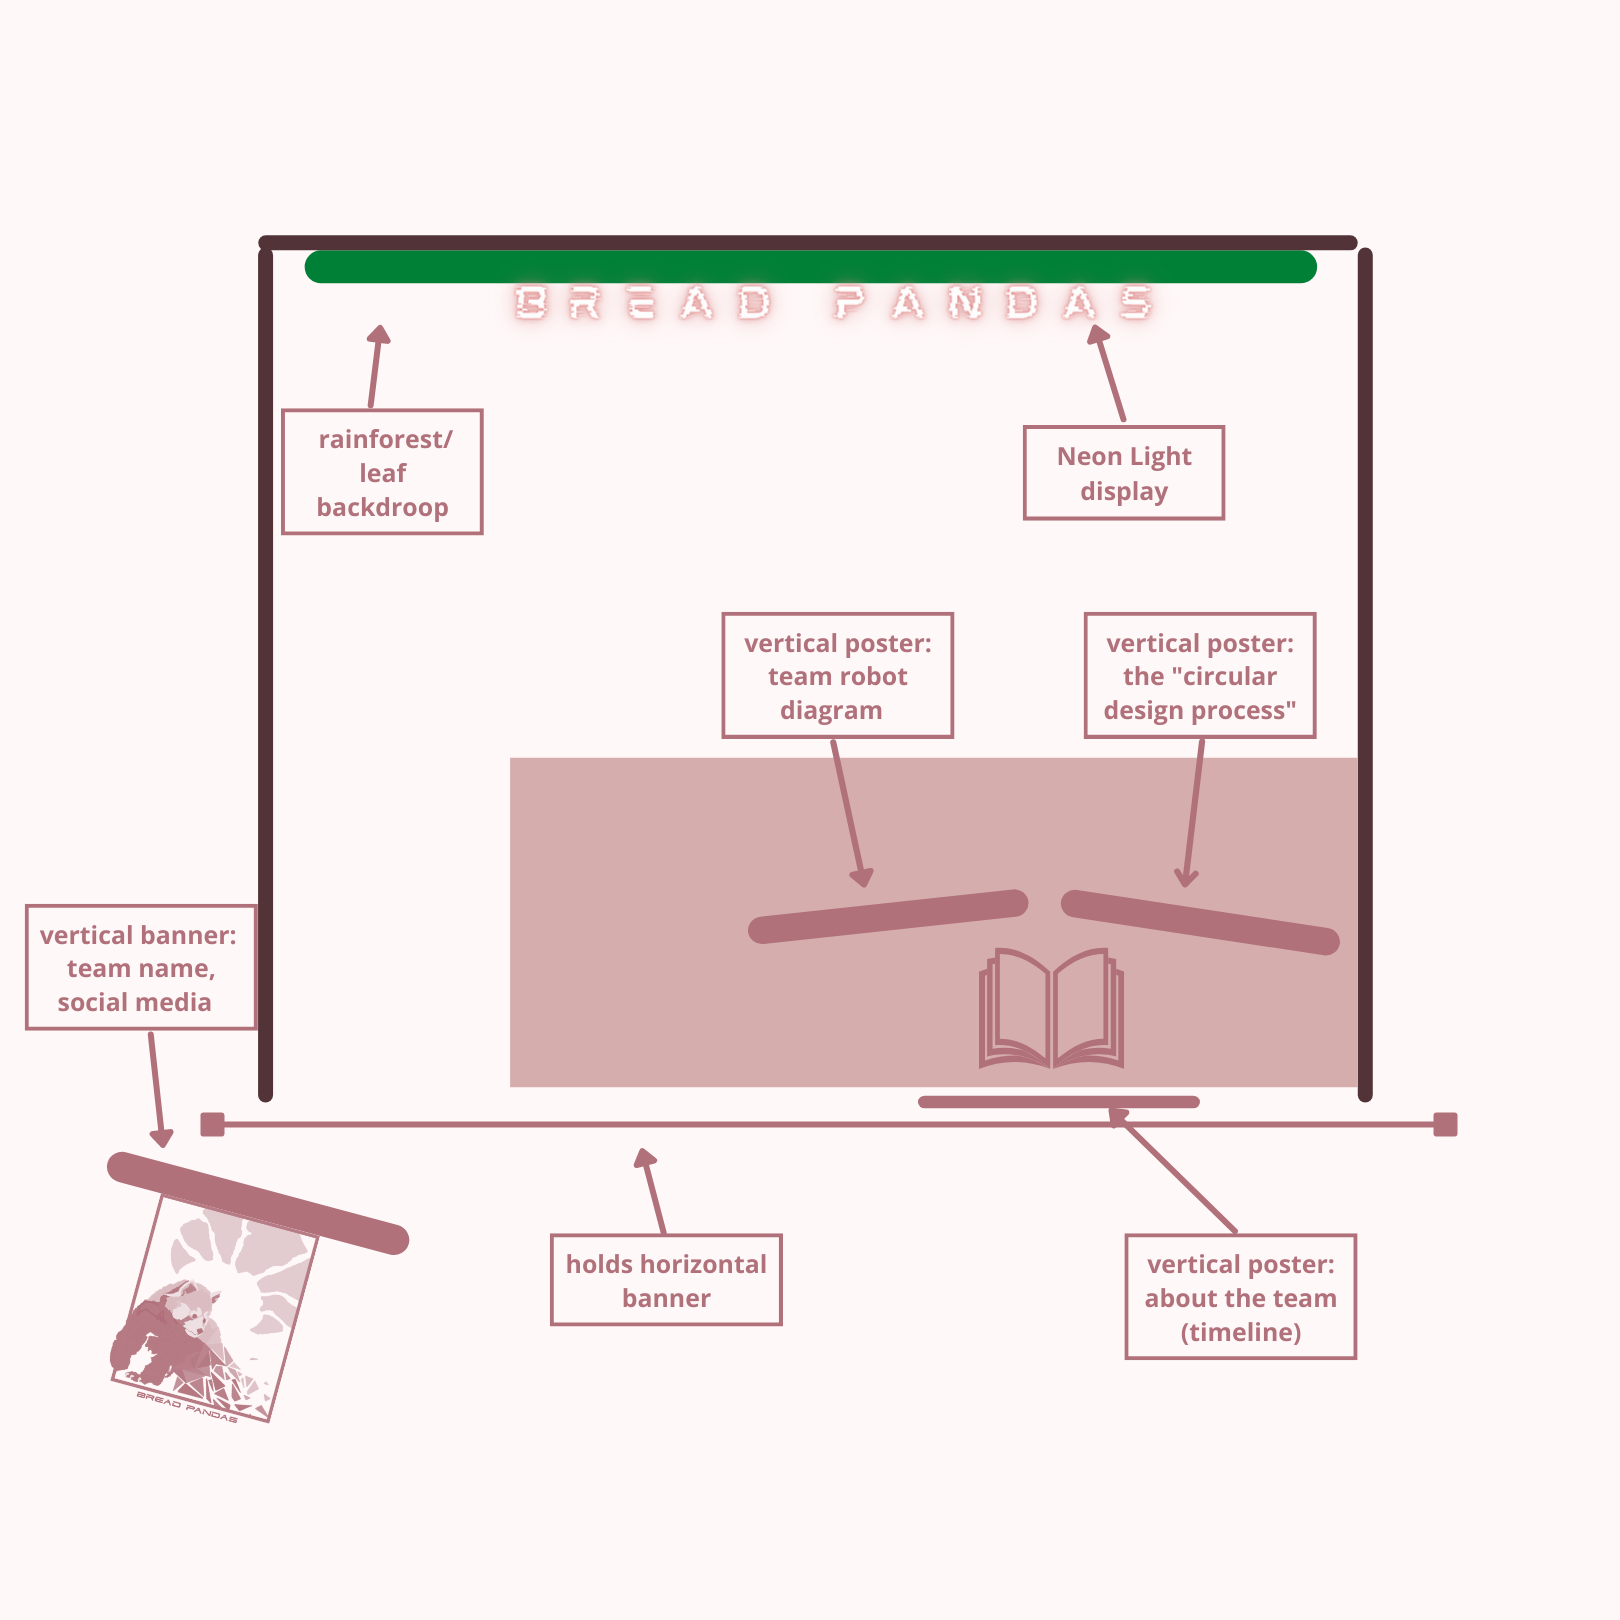 BREAD PANDAS
rainforest/
leaf
backdroop
Neon Light
display
vertical poster:
team robot
diagram
vertical poster:
the "circular
design process"
vertical banner:
team name,
social media
holds horizontal
banner
vertical poster:
about the team
(timeline)
BREAD PANDAS